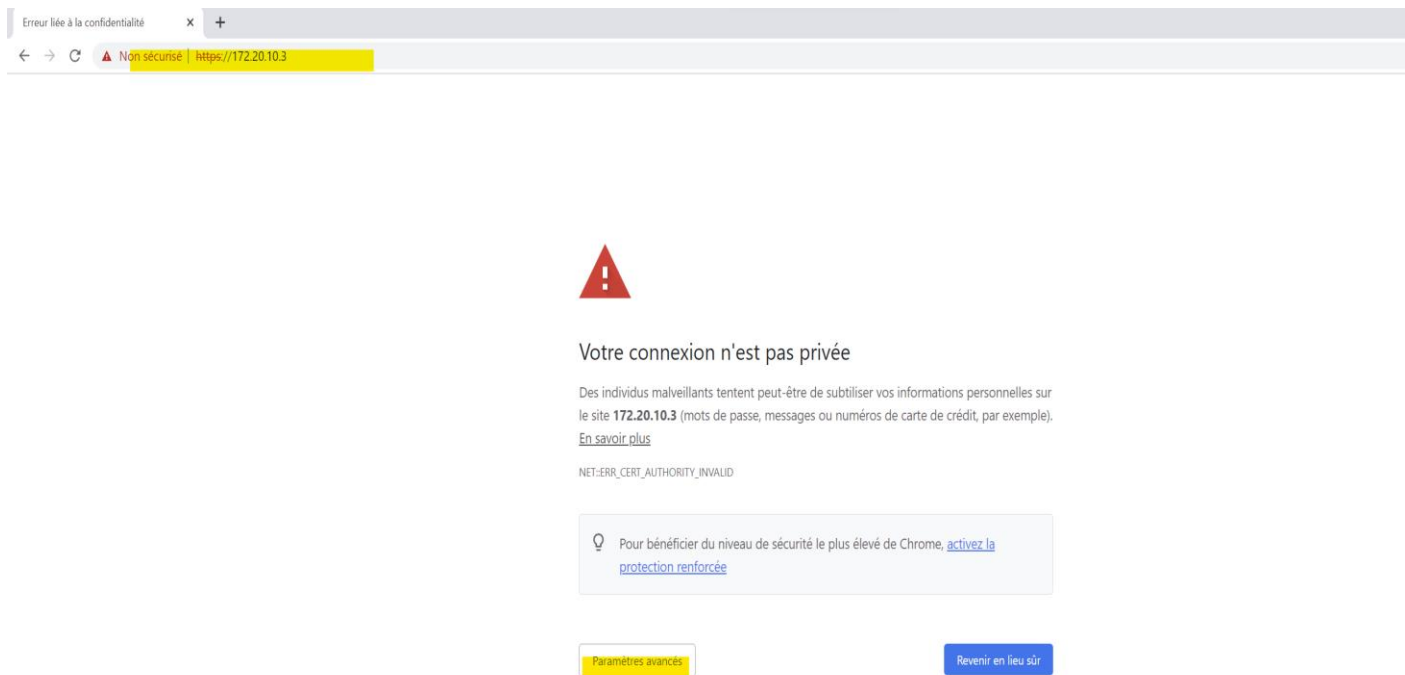 Erreur liée à la confidentialité
Non sécurisé | https://172.20.10.3
Votre connexion n'est pas privée
Des individus malveillants tentent peut-être de subtiliser vos informations personnelles sur
le site 172.20.10.3 (mots de passe, messages ou numéros de carte de crédit, par exemple).
En savoir plus
NET::ERR_CERT_AUTHORITY_INVALID
Pour bénéficier du niveau de sécurité le plus élevé de Chrome, activez la
protection renforcée
Paramètres avancés
Revenir en lieu sûr